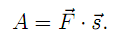 A = F⃗ · s⃗.